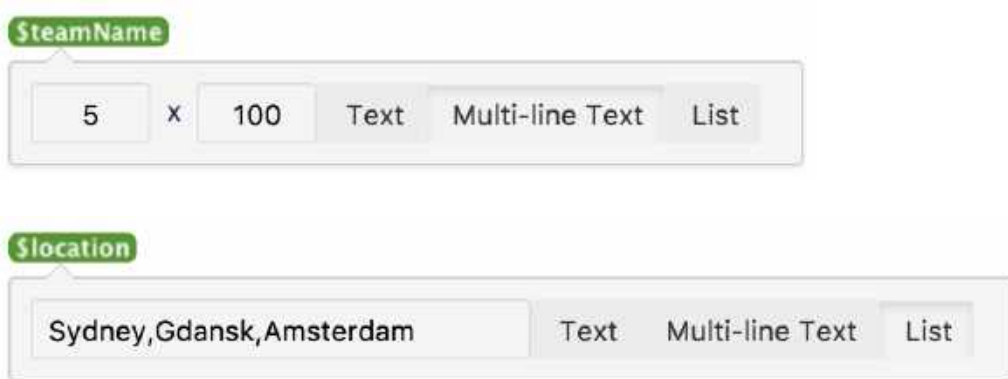 $teamName
5 x 100 Text Multi-line Text List
$location
Sydney,Gdansk,Amsterdam Text Multi-line Text List